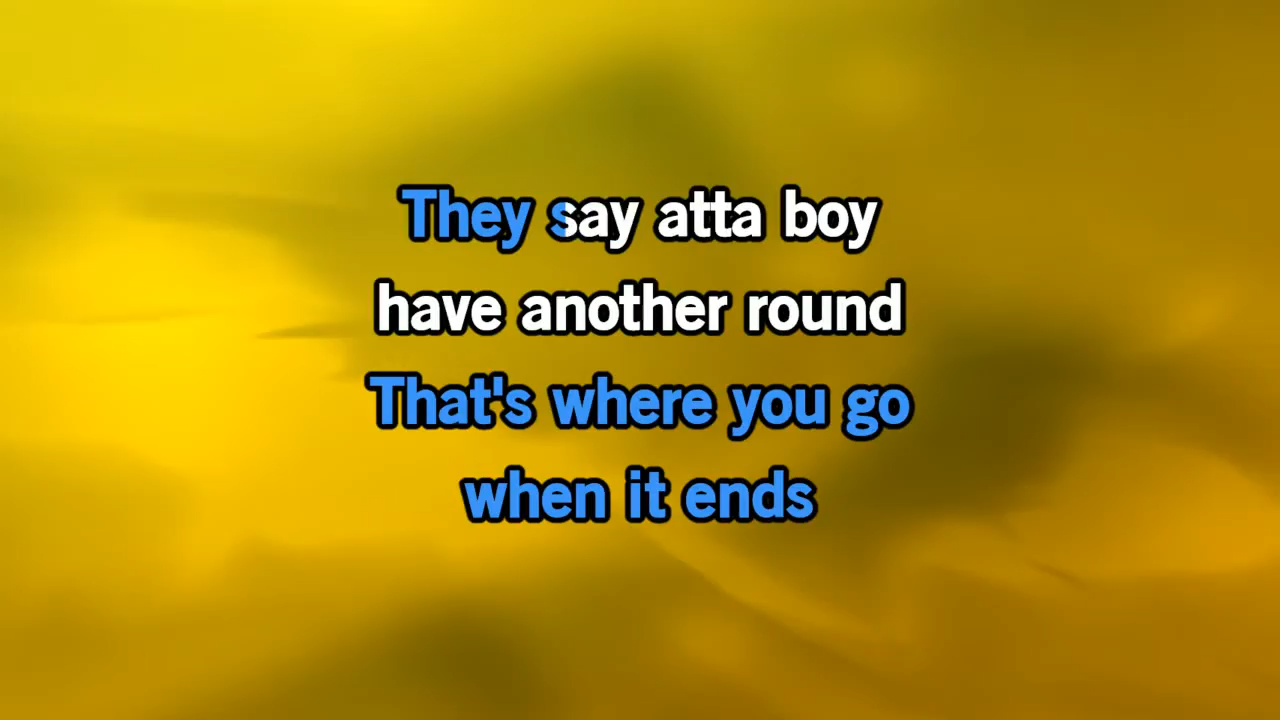 They say atta boy
have another round
That's where you go
when it ends